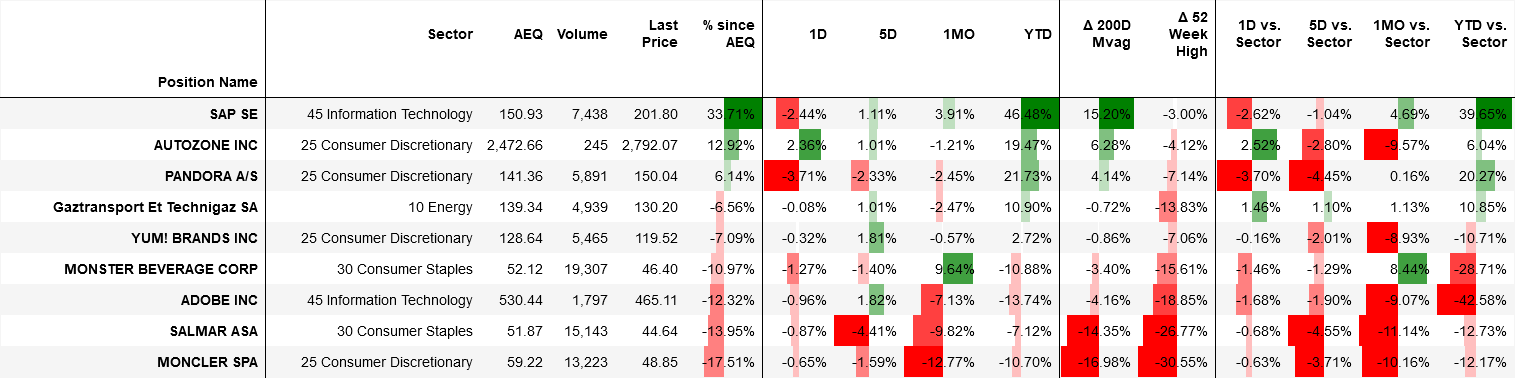 Position Name Sector AEQ Volume Last Price % since AEQ 1D 5D 1MO YTD Δ 200D Mvag Δ 52 Week High 1D vs. Sector 5D vs. Sector 1MO vs. Sector YTD vs. Sector
SAP SE 45 Information Technology 150.93 7,438 201.80 33.71% -2.44% 1.11% 3.91% 46.48% 15.20% -3.00% -2.62% -1.04% 4.69% 39.65%
AUTOZONE INC 25 Consumer Discretionary 2,472.66 245 2,792.07 12.92% 2.36% 1.01% -1.21% 19.47% 6.28% -4.12% 2.52% -2.80% -9.57% 6.04%
PANDORA A/S 25 Consumer Discretionary 141.36 5,891 150.04 6.14% -3.71% -2.33% -2.45% 21.73% 4.14% -7.14% -3.70% -4.45% 0.16% 20.27%
Gaztransport Et Technigaz SA 10 Energy 139.34 4,939 130.20 -6.56% -0.08% 1.01% -2.47% 10.90% -0.72% -13.83% 1.46% 1.10% 1.13% 10.85%
YUM! BRANDS INC 25 Consumer Discretionary 128.64 5,465 119.52 -7.09% -0.32% 1.81% -0.57% 2.72% -0.86% -7.06% -0.16% -2.01% -8.93% -10.71%
MONSTER BEVERAGE CORP 30 Consumer Staples 52.12 19,307 46.40 -10.97% -1.27% -1.40% 9.64% -10.88% -3.40% -15.61% -1.46% -1.29% 8.44% -28.71%
ADOBE INC 45 Information Technology 530.44 1,797 465.11 -12.32% -0.96% 1.82% -7.13% -13.74% -4.16% -18.85% -1.68% -1.90% -9.07% -42.58%
SALMAR ASA 30 Consumer Staples 51.87 15,143 44.64 -13.95% -0.87% -4.41% -9.82% -7.12% -14.35% -26.77% -0.68% -4.55% -11.14% -12.73%
MONCLER SPA 25 Consumer Discretionary 59.22 13,223 48.85 -17.51% -0.65% -1.59% -12.77% -10.70% -16.98% -30.55% -0.63% -3.71% -10.16% -12.17%